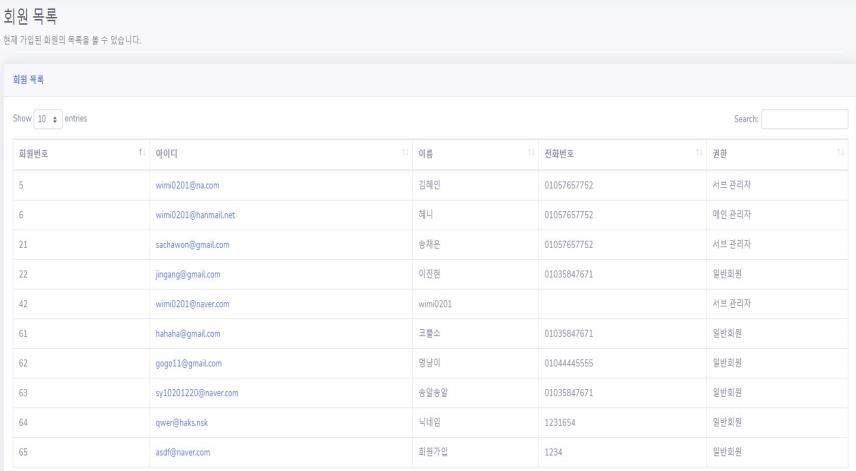 회원 목록
현재 가입된 회원의 목록을 볼 수 있습니다.
회원 목록
Show 10 entries Search:
회원번호 아이디 이름 전화번호 권한
5 wimi0201@na.com 김혜인 01057657752 서브 관리자
6 wimi0201@hanmail.net 혜니 01057657752 메인 관리자
21 sachawon@gmail.com 송채은 01057657752 서브 관리자
22 jingang@gmail.com 이진현 01035847671 일반회원
42 wimi0201@naver.com wimi0201 서브 관리자
61 hahaha@gmail.com 코뿔소 01035847671 일반회원
62 gogo11@gmail.com 멍냥이 01044445555 일반회원
63 sy10201220@naver.com 송알송알 01035847671 일반회원
64 qwer@haks.nsk 닉네임 1231654 일반회원
65 asdf@naver.com 회원가입 1234 일반회원